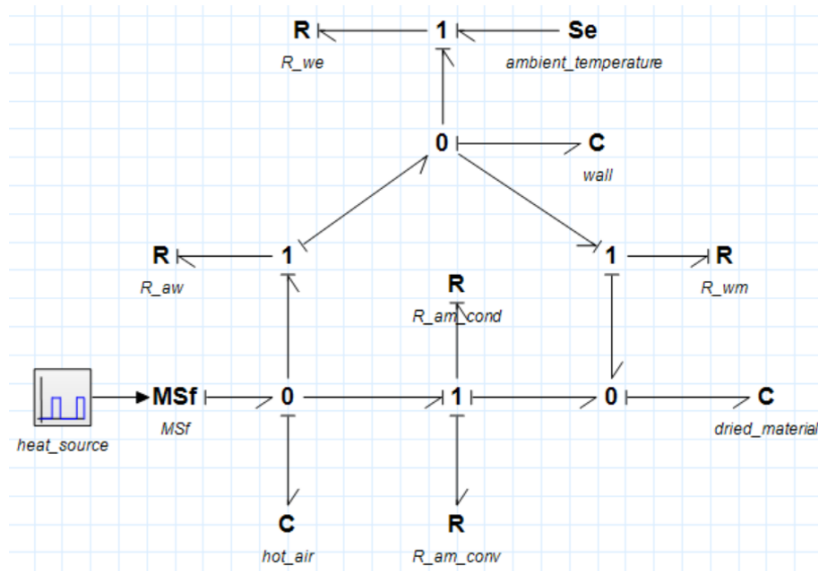 R 1 Se
R_we ambient_temperature
0 C
wall
R 1 1 R
R_aw R R_wm
R_am_cond
MSf 0 1 0 C
heat_source MSf dried_material
C R
hot_air R_am_conv